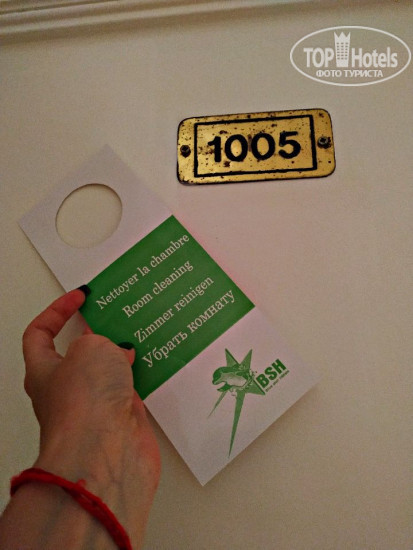 TOP Hotels
ФОТО ТУРИСТА
1005
Nettoyer la chambre
Room cleaning
Zimmer reinigen
Убрать комнату
BSH